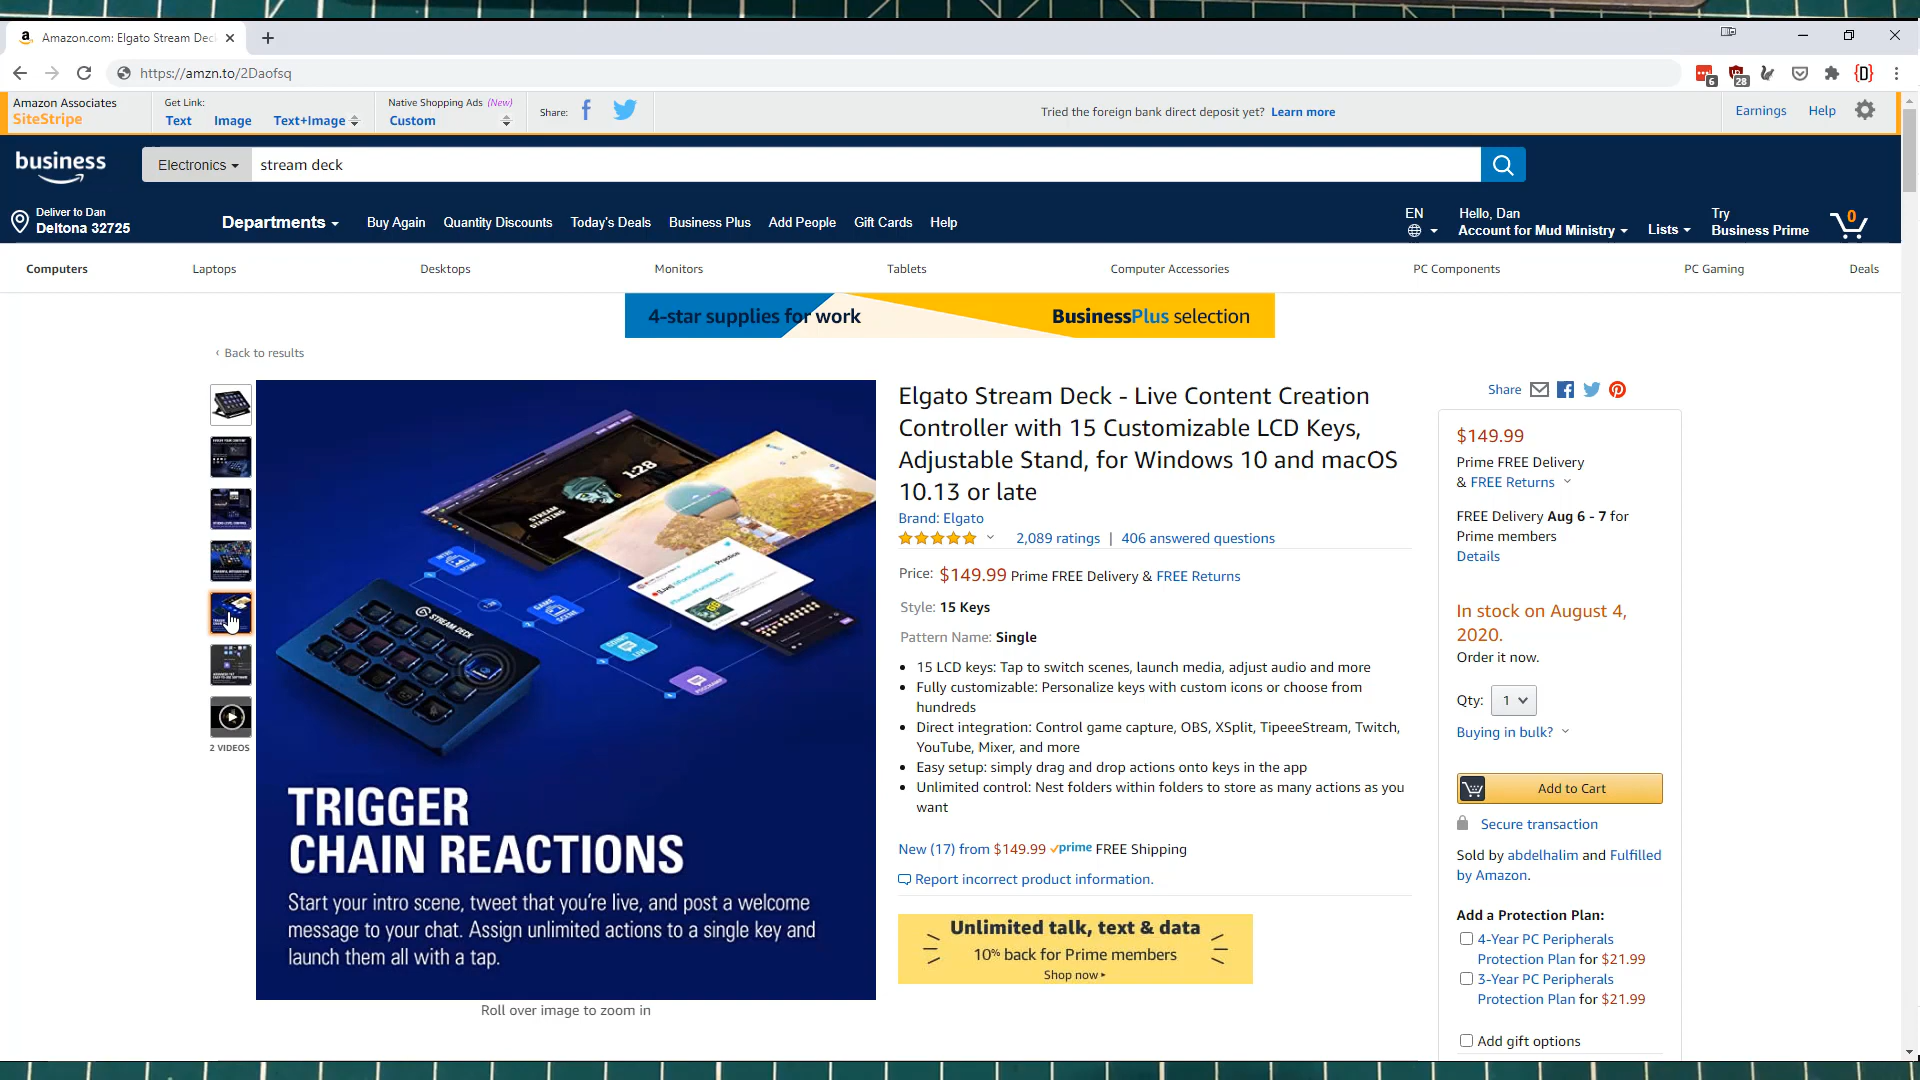 Amazon.com: Elgato Stream Dec
https://amzn.to/2Daofsq
6
28
Amazon Associates
SiteStripe
Get Link:
Text
Image
Text+Image
Native Shopping Ads (New)
Custom
Share:
Tried the foreign bank direct deposit yet? Learn more
Earnings
Help
business
Electronics
stream deck
Deliver to Dan
Deltona 32725
Departments
Buy Again
Quantity Discounts
Today's Deals
Business Plus
Add People
Gift Cards
Help
EN
Hello, Dan
Account for Mud Ministry
Lists
Try
Business Prime
0
Computers
Laptops
Desktops
Monitors
Tablets
Computer Accessories
PC Components
PC Gaming
Deals
4-star supplies for work
BusinessPlus selection
‹ Back to results
2 VIDEOS
STREAM STARTING
1:28
INTRO SCENE
GAME SCENE
GOING LIVE
STREAM DECK
TRIGGER
CHAIN REACTIONS
Start your intro scene, tweet that you're live, and post a welcome
message to your chat. Assign unlimited actions to a single key and
launch them all with a tap.
Roll over image to zoom in
Elgato Stream Deck - Live Content Creation
Controller with 15 Customizable LCD Keys,
Adjustable Stand, for Windows 10 and macOS
10.13 or late
Brand: Elgato
2,089 ratings | 406 answered questions
Price: $149.99 Prime FREE Delivery & FREE Returns
Style: 15 Keys
Pattern Name: Single
• 15 LCD keys: Tap to switch scenes, launch media, adjust audio and more
• Fully customizable: Personalize keys with custom icons or choose from
hundreds
• Direct integration: Control game capture, OBS, XSplit, TipeeeStream, Twitch,
YouTube, Mixer, and more
• Easy setup: simply drag and drop actions onto keys in the app
• Unlimited control: Nest folders within folders to store as many actions as you
want
New (17) from $149.99 prime FREE Shipping
Report incorrect product information.
Unlimited talk, text & data
10% back for Prime members
Shop now ▸
Share
$149.99
Prime FREE Delivery
& FREE Returns
FREE Delivery Aug 6 - 7 for
Prime members
Details
In stock on August 4,
2020.
Order it now.
Qty: 1
Buying in bulk?
Add to Cart
Secure transaction
Sold by abdelhalim and Fulfilled
by Amazon.
Add a Protection Plan:
4-Year PC Peripherals
Protection Plan for $21.99
3-Year PC Peripherals
Protection Plan for $21.99
Add gift options